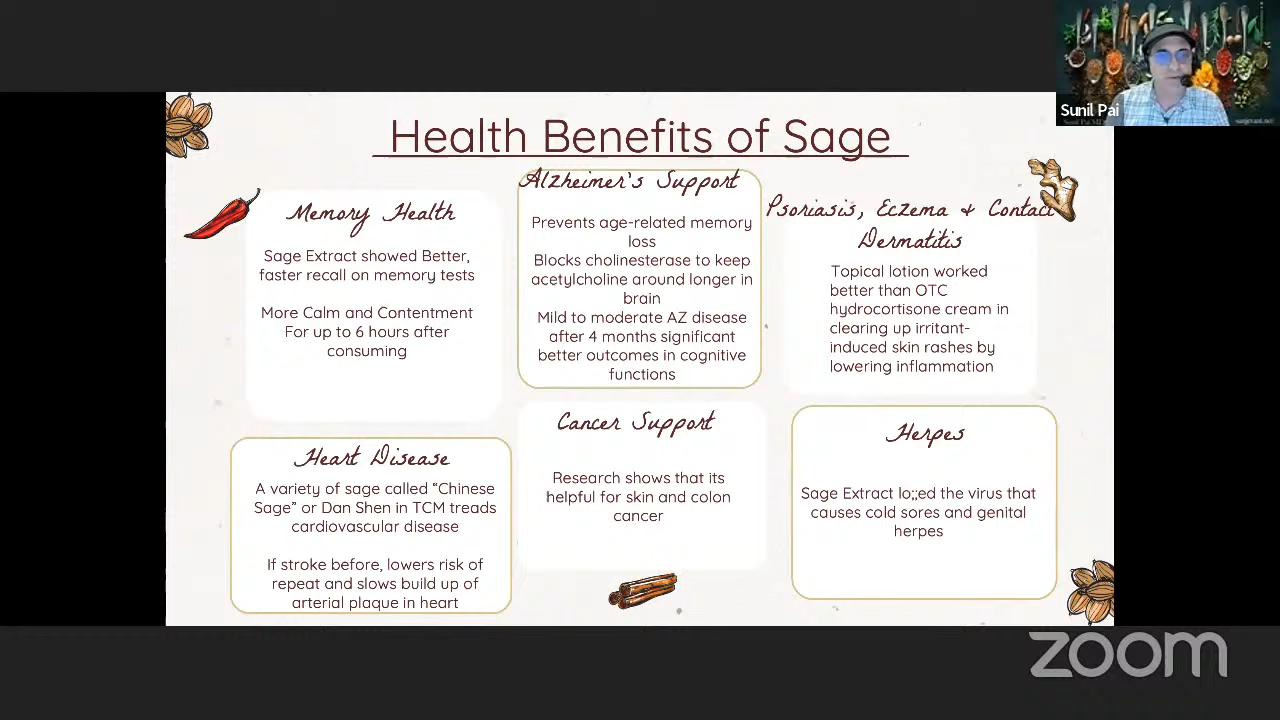 Sunil Pai
Health Benefits of Sage
Memory Health
Sage Extract showed Better,
faster recall on memory tests
More Calm and Contentment
For up to 6 hours after
consuming
Alzheimer's Support
Prevents age-related memory
loss
Blocks cholinesterase to keep
acetylcholine around longer in
brain
Mild to moderate AZ disease
after 4 months significant
better outcomes in cognitive
functions
Psoriasis, Eczema & Contact
Dermatitis
Topical lotion worked
better than OTC
hydrocortisone cream in
clearing up irritant-
induced skin rashes by
lowering inflammation
Heart Disease
A variety of sage called “Chinese
Sage” or Dan Shen in TCM treads
cardiovascular disease
If stroke before, lowers risk of
repeat and slows build up of
arterial plaque in heart
Cancer Support
Research shows that its
helpful for skin and colon
cancer
Herpes
Sage Extract lo;;ed the virus that
causes cold sores and genital
herpes
zoom